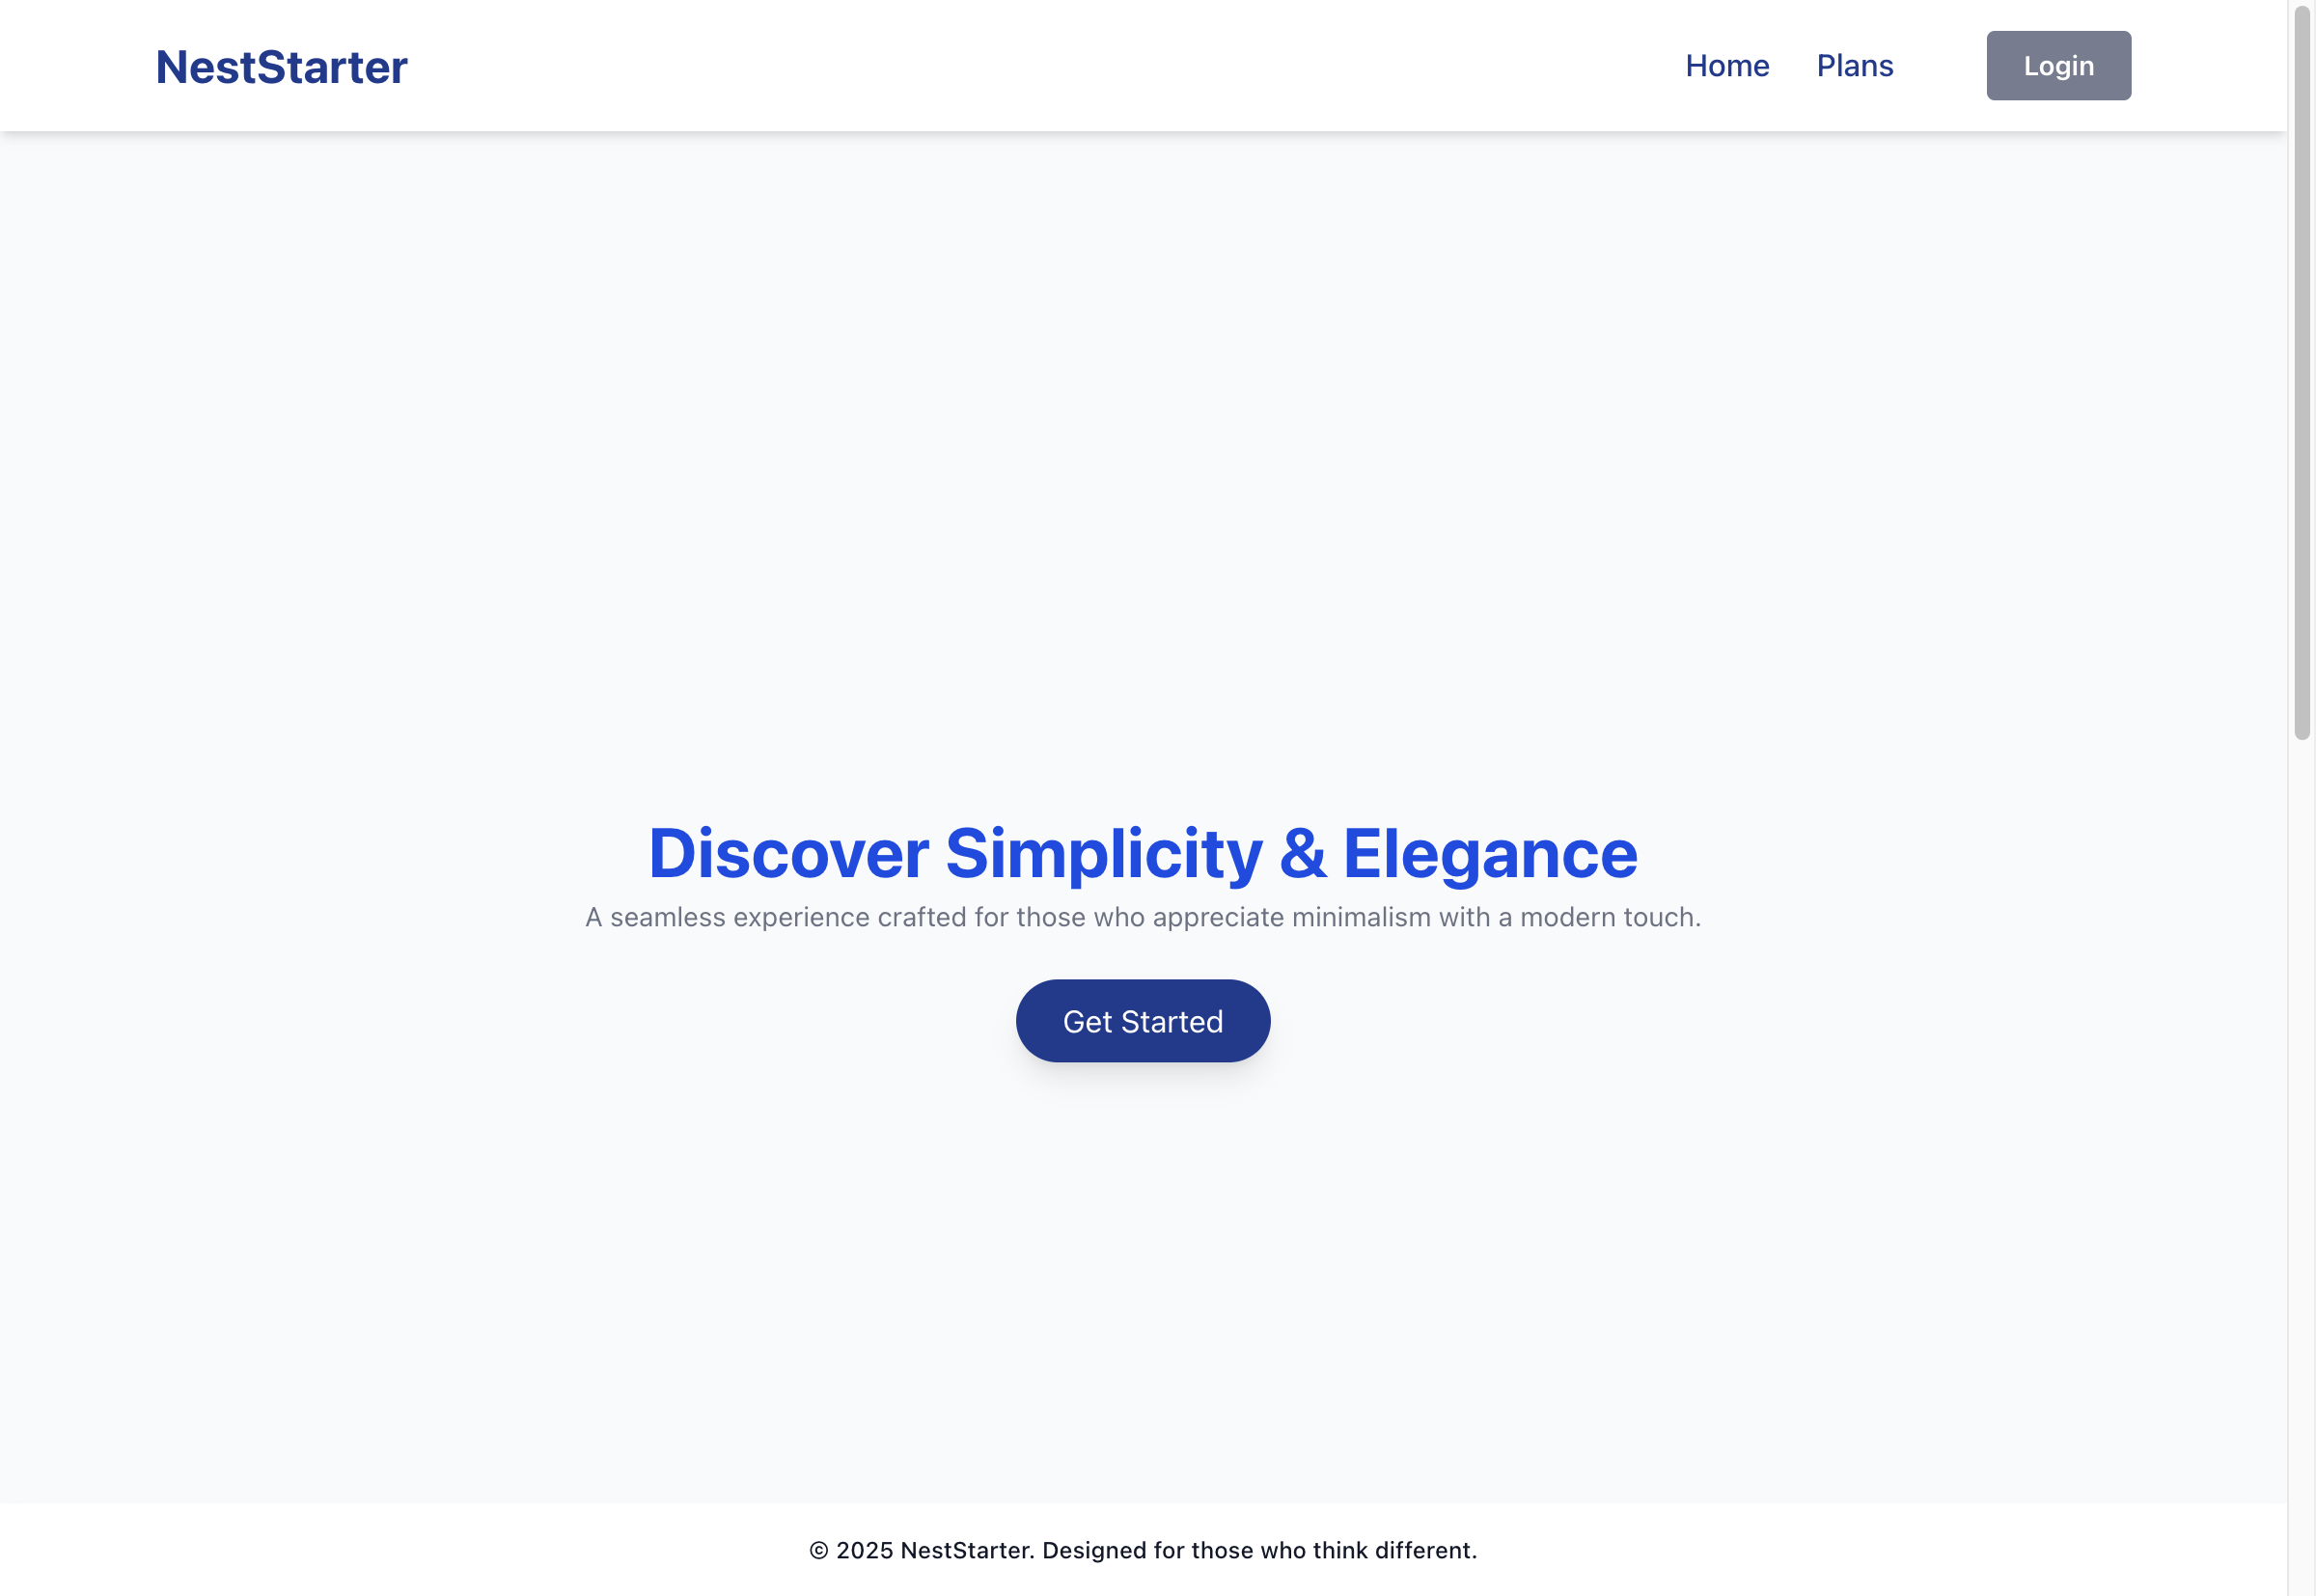 NestStarter
Home Plans Login
Discover Simplicity & Elegance
A seamless experience crafted for those who appreciate minimalism with a modern touch.
Get Started
© 2025 NestStarter. Designed for those who think different.